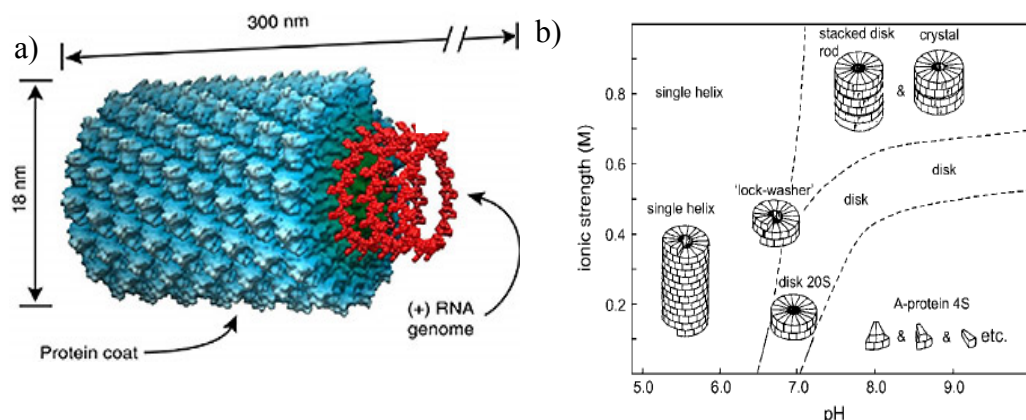 a)
300 nm
18 nm
Protein coat
(+) RNA
genome
b)
ionic strength (M)
0.8
0.6
0.4
0.2
5.0 6.0 7.0 8.0 9.0
pH
single helix
stacked disk
rod
&
crystal
disk
disk
'lock-washer'
single helix
disk 20S
A-protein 4S
& & etc.